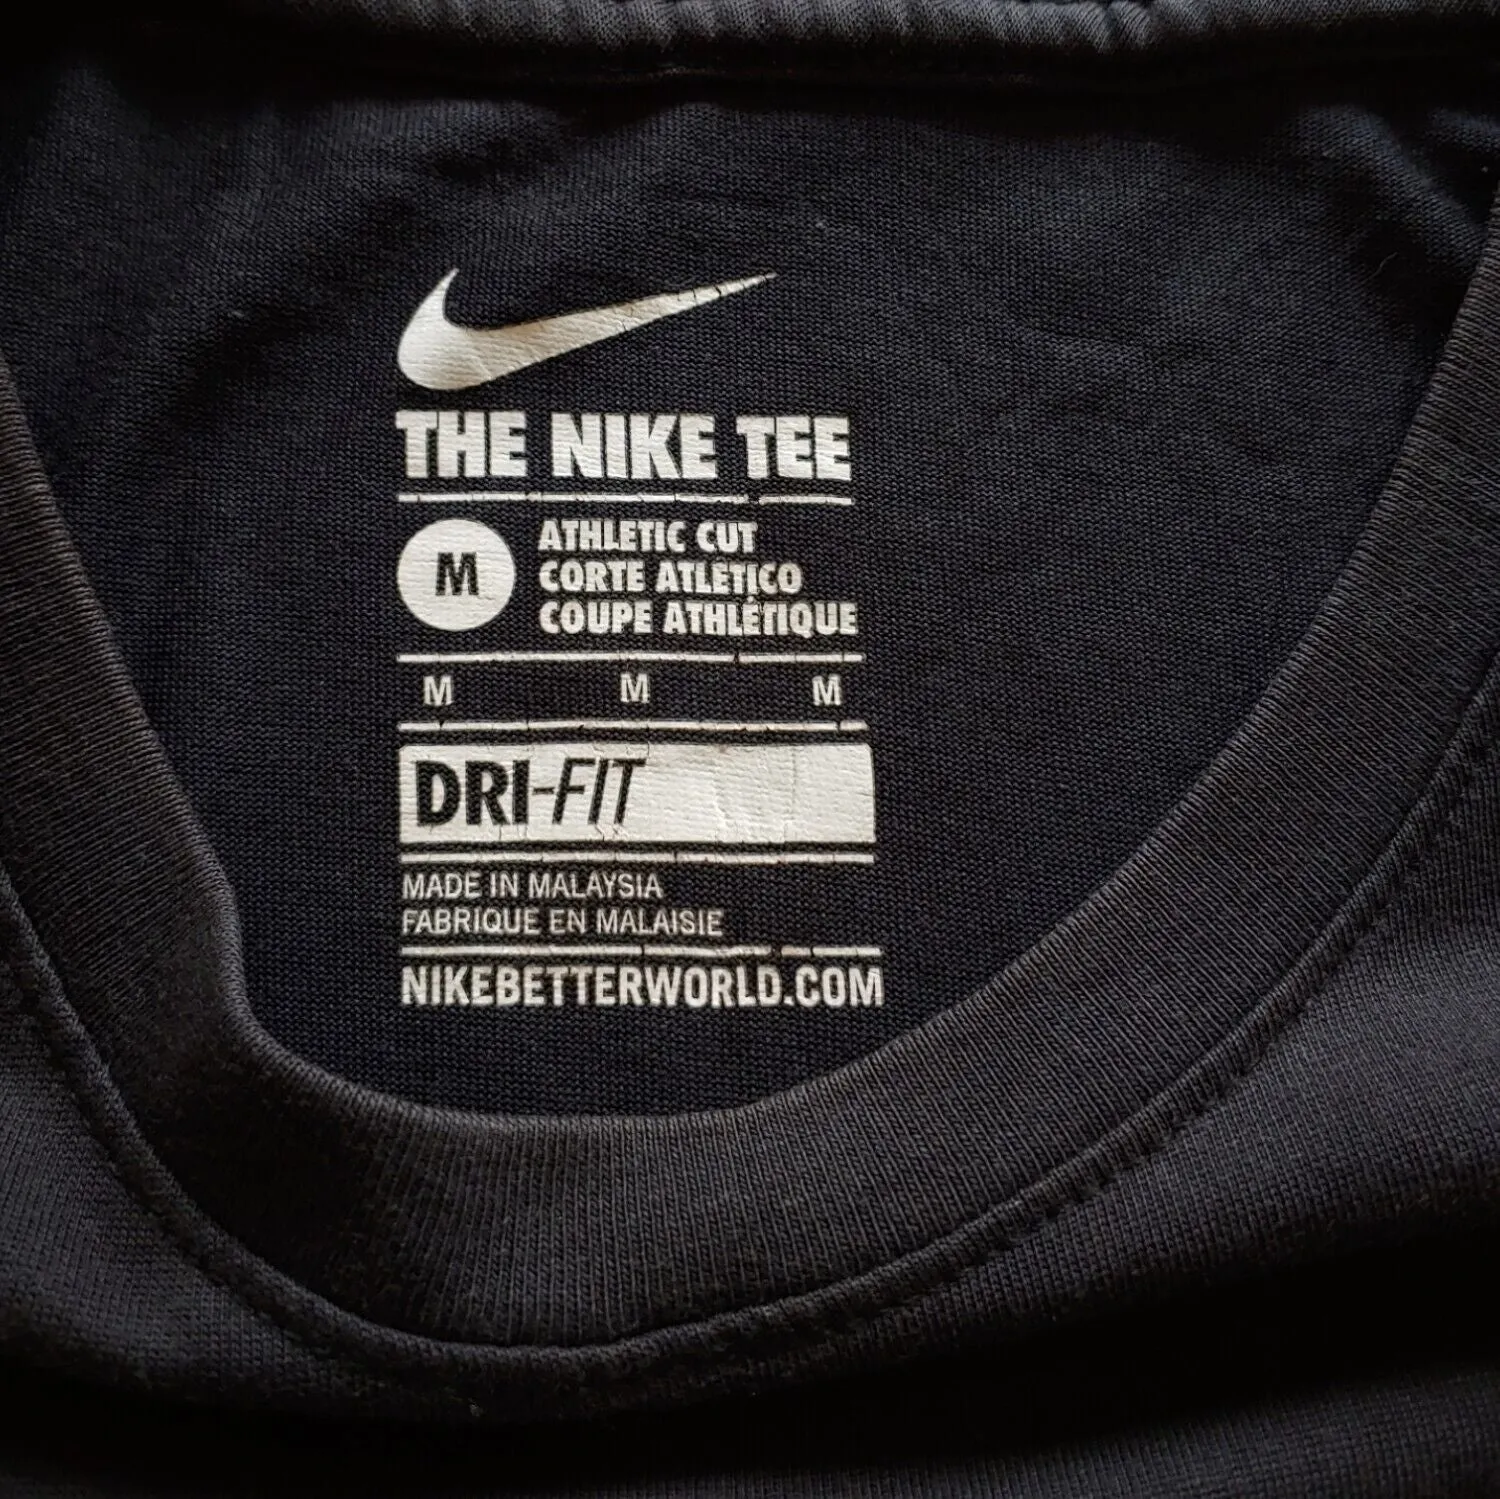 THE NIKE TEE
M
ATHLETIC CUT
CORTE ATLÉTICO
COUPE ATHLÉTIQUE
M M M
DRI-FIT
MADE IN MALAYSIA
FABRIQUE EN MALAISIE
NIKEBETTERWORLD.COM